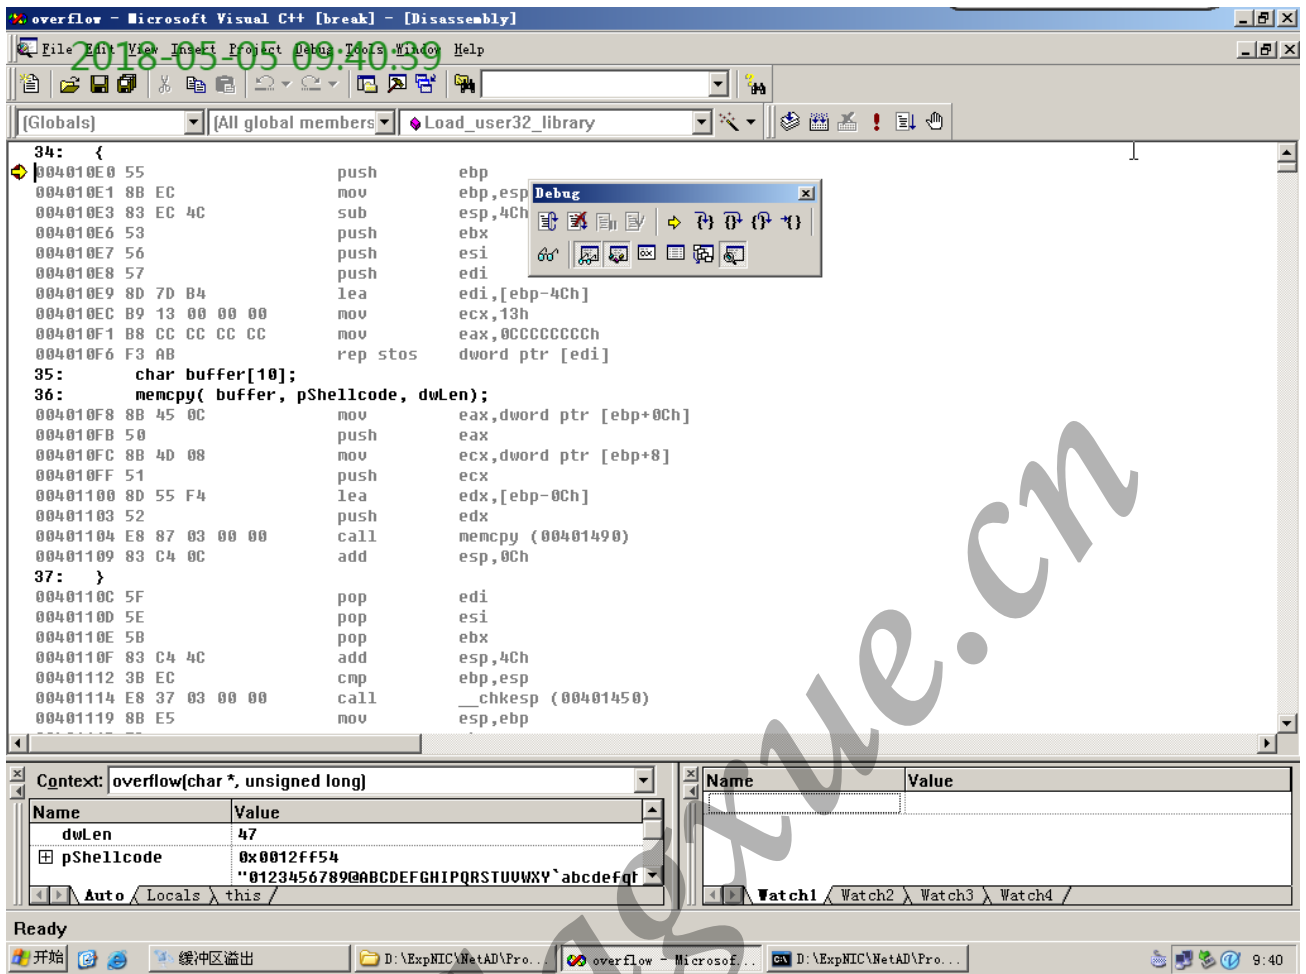 overflow - Microsoft Visual C++ [break] - [Disassembly]
File Edit View Insert Project Debug Tools Window Help
2018-05-05 09:40:39
(Globals) (All global members Load_user32_library
34: {
004010E0 55 push ebp
004010E1 8B EC mov ebp,esp
004010E3 83 EC 4C sub esp,4Ch
004010E6 53 push ebx
004010E7 56 push esi
004010E8 57 push edi
004010E9 8D 7D B4 lea edi,[ebp-4Ch]
004010EC B9 13 00 00 00 mov ecx,13h
004010F1 B8 CC CC CC CC mov eax,0CCCCCCCCh
004010F6 F3 AB rep stos dword ptr [edi]
35: char buffer[10];
36: memcpy( buffer, pShellcode, dwLen);
004010F8 8B 45 0C mov eax,dword ptr [ebp+0Ch]
004010FB 50 push eax
004010FC 8B 4D 08 mov ecx,dword ptr [ebp+8]
004010FF 51 push ecx
00401100 8D 55 F4 lea edx,[ebp-0Ch]
00401103 52 push edx
00401104 E8 87 03 00 00 call memcpy (00401490)
00401109 83 C4 0C add esp,0Ch
37: }
0040110C 5F pop edi
0040110D 5E pop esi
0040110E 5B pop ebx
0040110F 83 C4 4C add esp,4Ch
00401112 3B EC cmp ebp,esp
00401114 E8 37 03 00 00 call __chkesp (00401450)
00401119 8B E5 mov esp,ebp
Debug
Context: overflow(char *, unsigned long)
Name Value
dwLen 47
pShellcode 0x0012ff54
"0123456789@ABCDEFGHIPQRSTUVWXY`abcdefgh
Auto Locals this
Name Value
Watch1 Watch2 Watch3 Watch4
Ready
开始 缓冲区溢出 D:\ExpNIC\NetAD\Pro... overflow - Microsof... D:\ExpNIC\NetAD\Pro... 9:40